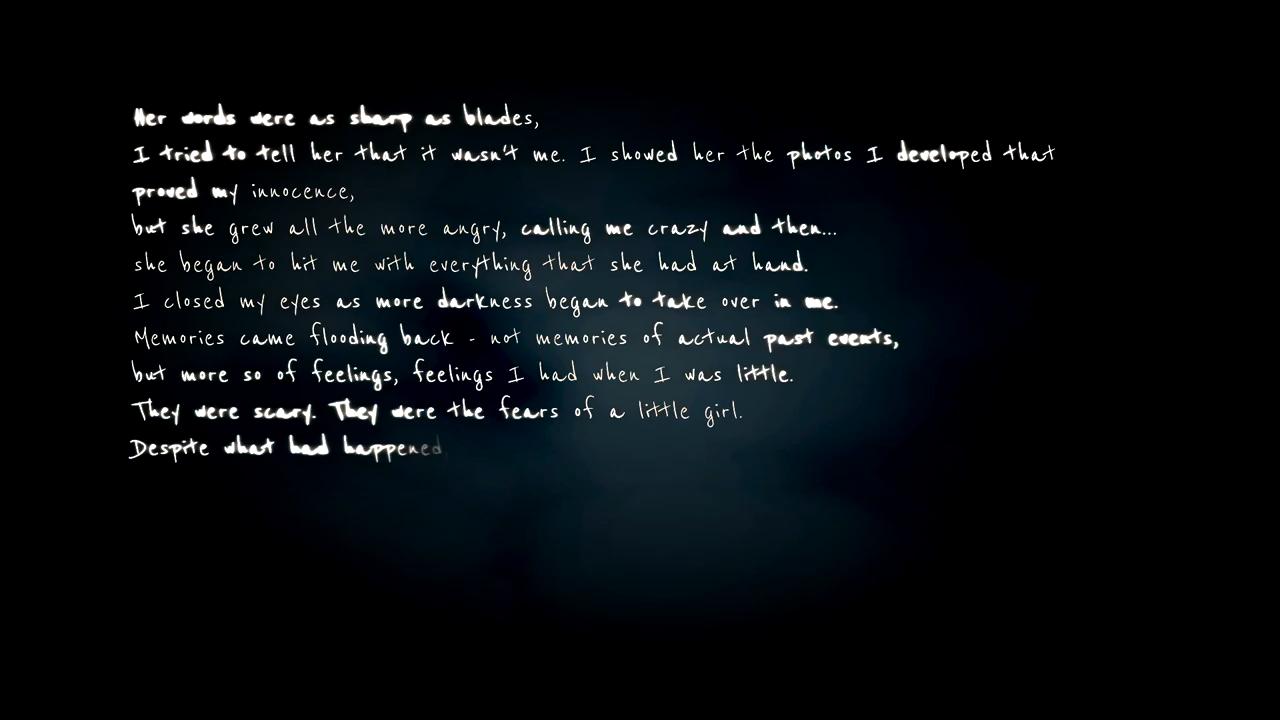 Her words were as sharp as blades,
I tried to tell her that it wasn't me. I showed her the photos I developed that
proved my innocence,
but she grew all the more angry, calling me crazy and then...
she began to hit me with everything that she had at hand.
I closed my eyes as more darkness began to take over in me.
Memories came flooding back - not memories of actual past events,
but more so of feelings, feelings I had when I was little.
They were scary. They were the fears of a little girl.
Despite what had happened